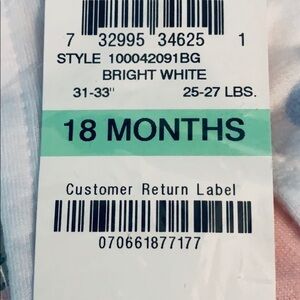 7 32995 34625 1
STYLE 100042091BG
BRIGHT WHITE
31-33" 25-27 LBS.
18 MONTHS
Customer Return Label
070661877177